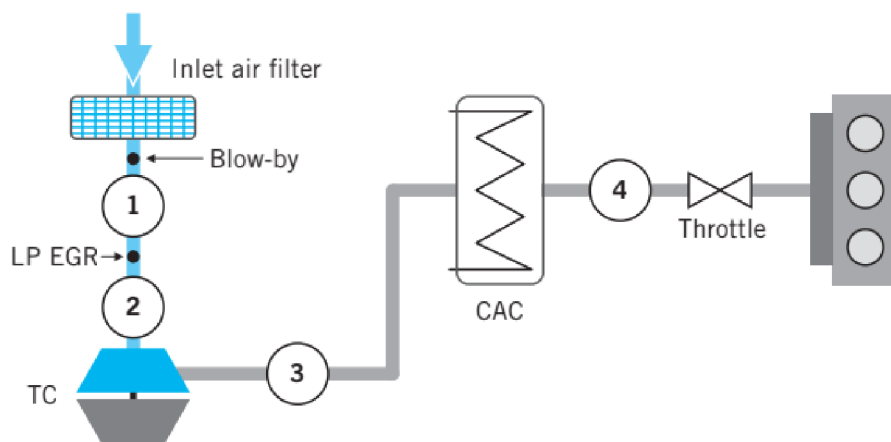 Inlet air filter
Blow-by
1
LP EGR
2
TC
3
CAC
4
Throttle